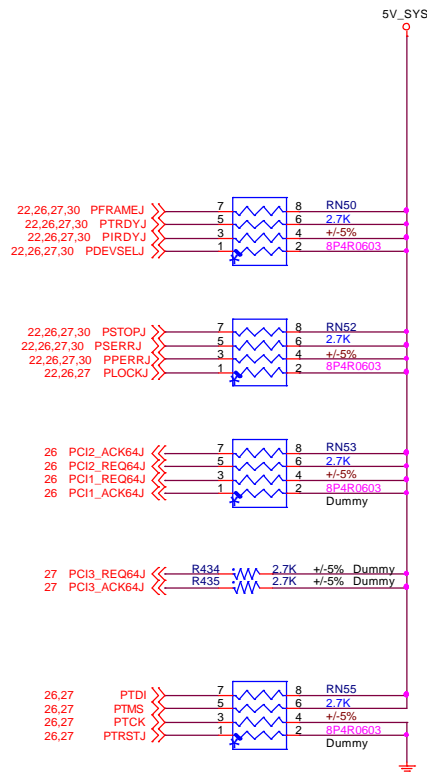 5V_SYS
22,26,27,30 PFRAMEJ 7 8 RN50
22,26,27,30 PTRDYJ 5 6 2.7K
22,26,27,30 PIRDYJ 3 4 +/-5%
22,26,27,30 PDEVSELJ 1 2 8P4R0603
22,26,27,30 PSTOPJ 7 8 RN52
22,26,27,30 PSERRJ 5 6 2.7K
22,26,27,30 PPERRJ 3 4 +/-5%
22,26,27 PLOCKJ 1 2 8P4R0603
26 PCI2_ACK64J 7 8 RN53
26 PCI2_REQ64J 5 6 2.7K
26 PCI1_REQ64J 3 4 +/-5%
26 PCI1_ACK64J 1 2 8P4R0603
Dummy
27 PCI3_REQ64J R434 2.7K +/-5% Dummy
27 PCI3_ACK64J R435 2.7K +/-5% Dummy
26,27 PTDI 7 8 RN55
26,27 PTMS 5 6 2.7K
26,27 PTCK 3 4 +/-5%
26,27 PTRSTJ 1 2 8P4R0603
Dummy